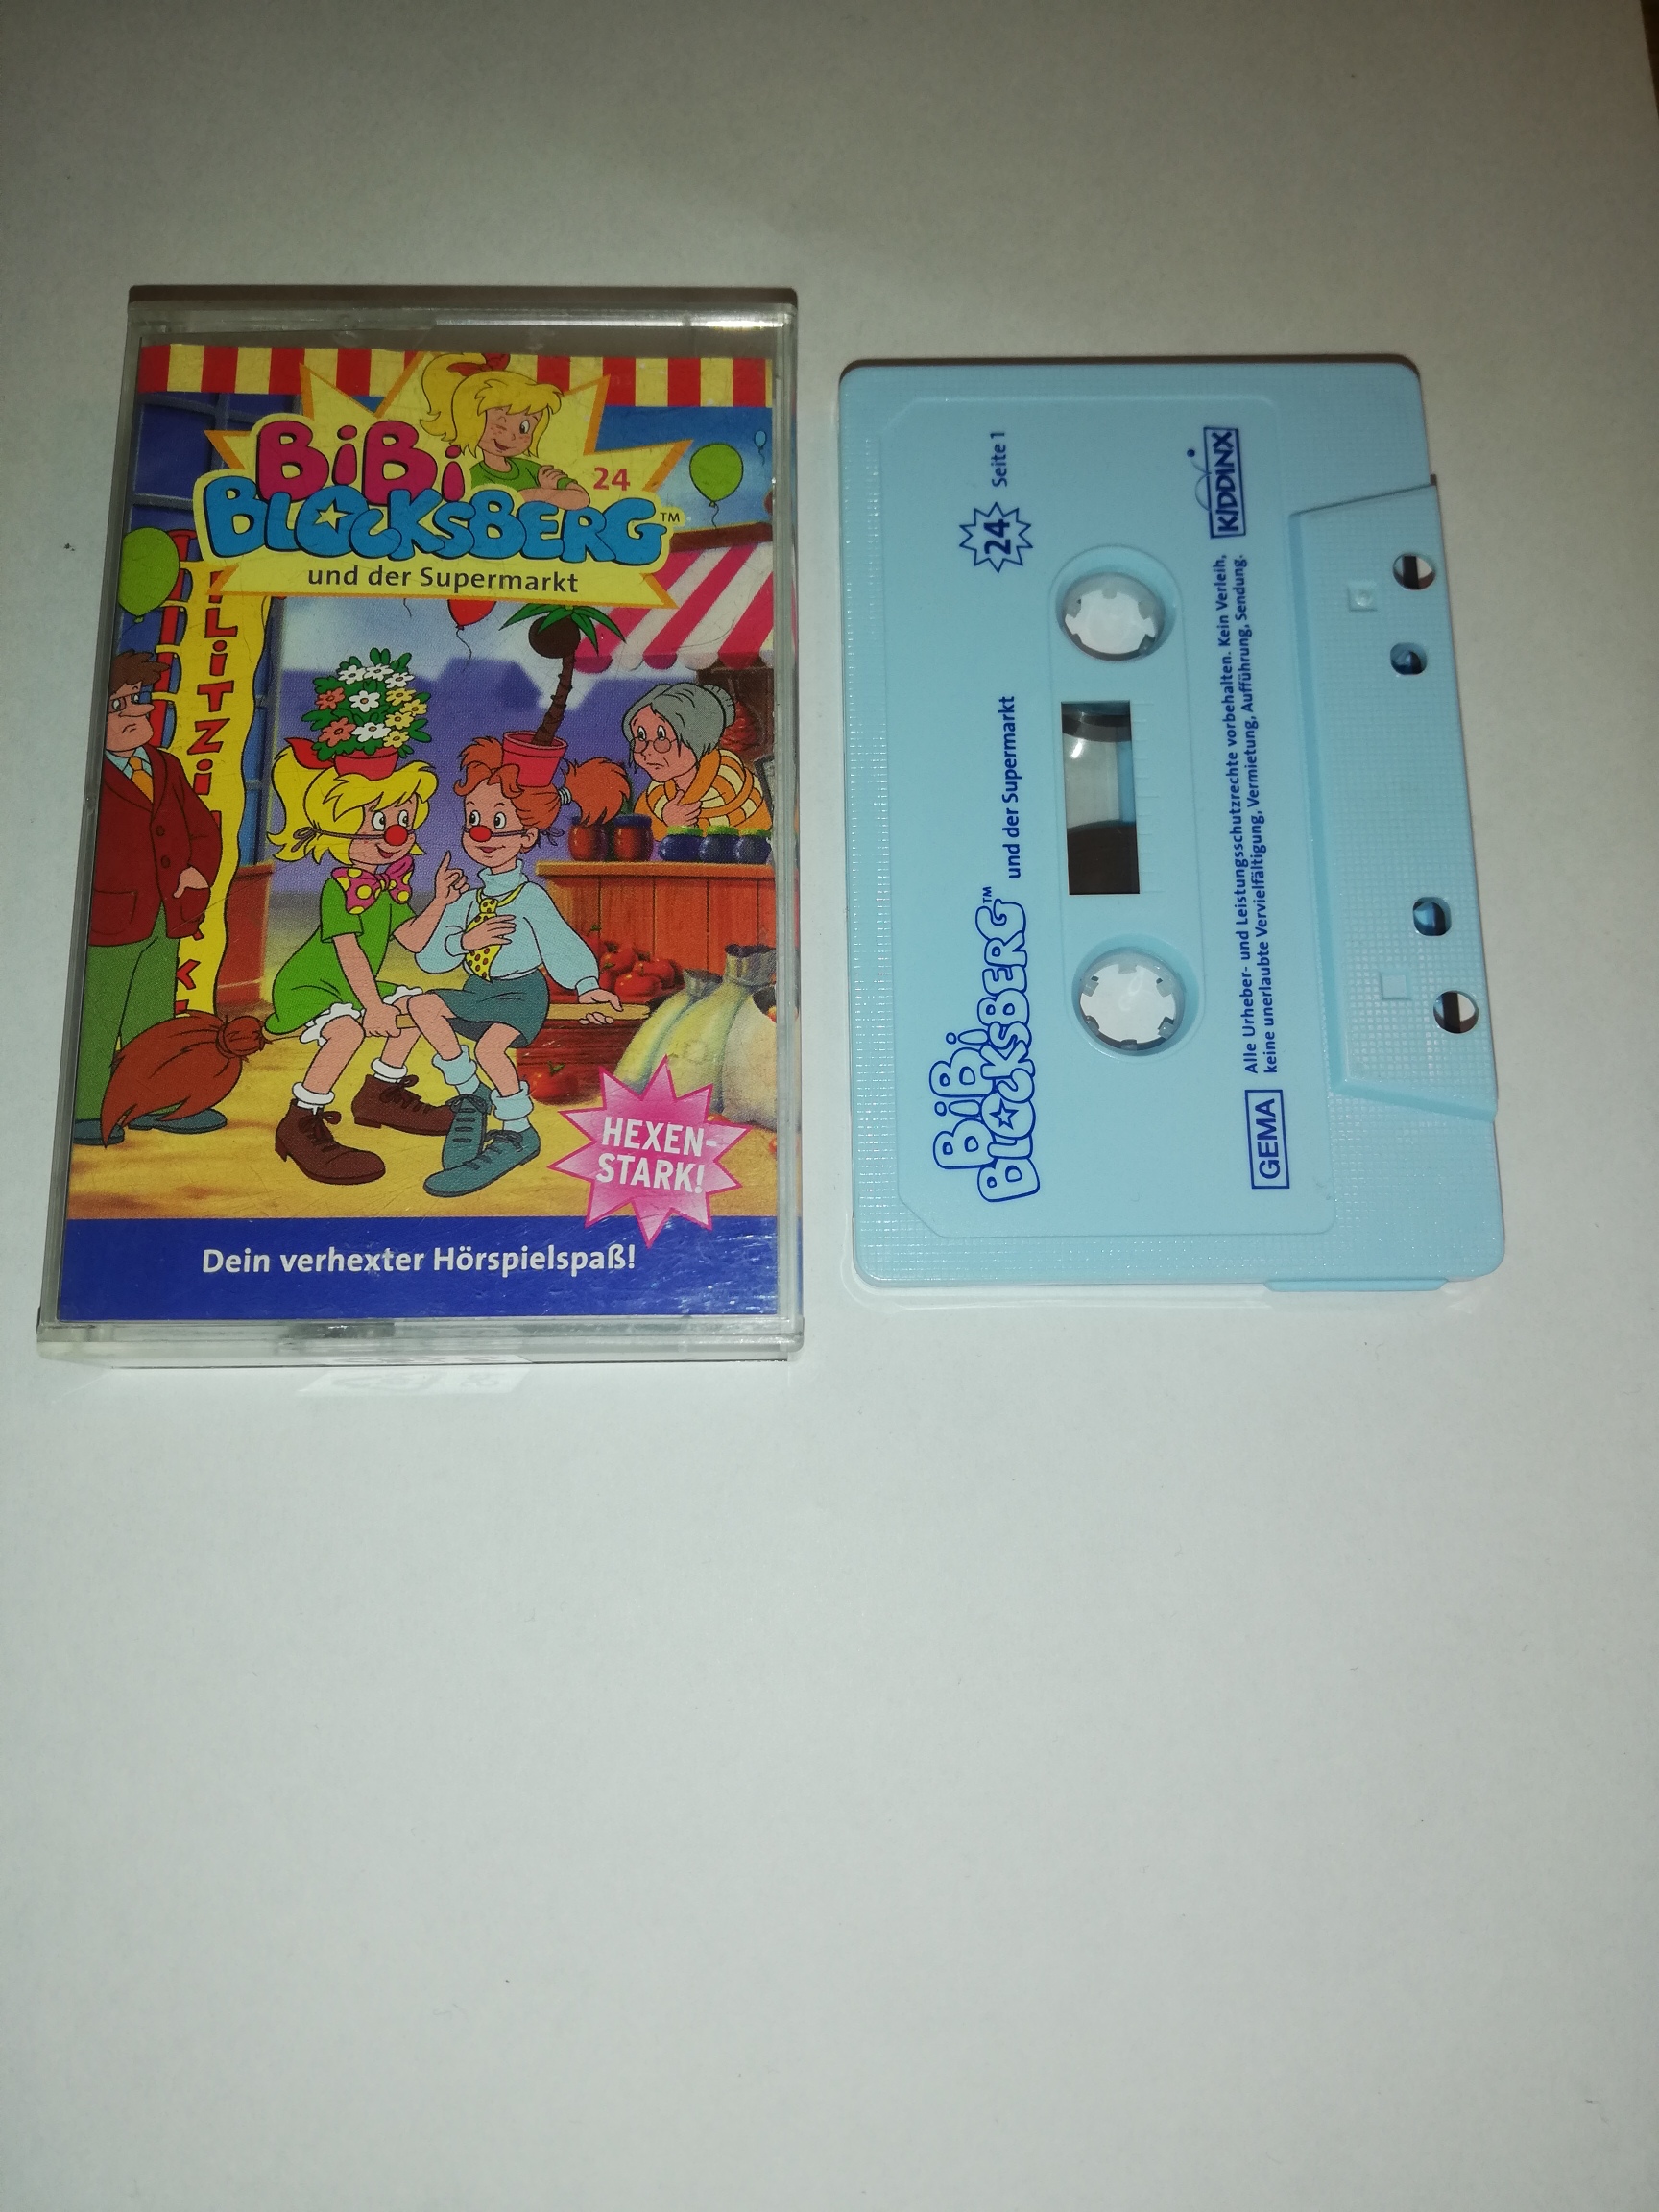 BiBi
24
BLOCKSBERG™
und der Supermarkt
HEXEN-
STARK!
Dein verhexter Hörspielspaß!
BiBi
BLOCKSBERG™
und der Supermarkt
24
Seite 1
GEMA
Alle Urheber- und Leistungsschutzrechte vorbehalten. Kein Verleih,
keine unerlaubte Vervielfältigung, Vermietung, Aufführung, Sendung.
KIDDINX